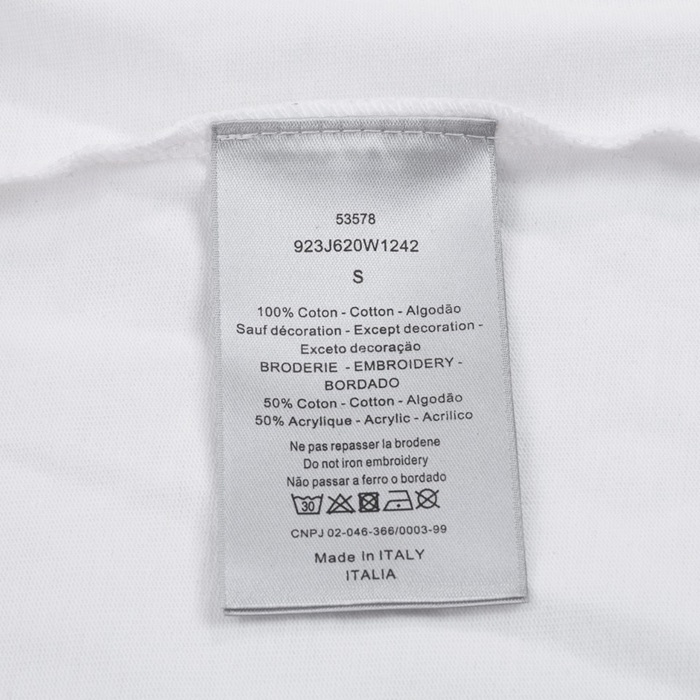 53578
923J620W1242
S
100% Coton - Cotton - Algodão
Sauf décoration - Except decoration -
Exceto decoração
BRODERIE - EMBROIDERY -
BORDADO
50% Coton - Cotton - Algodão
50% Acrylique - Acrylic - Acrilico
Ne pas repasser la brodene
Do not iron embroidery
Não passar a ferro o bordado
30
CNPJ 02-046-366/0003-99
Made In ITALY
ITALIA